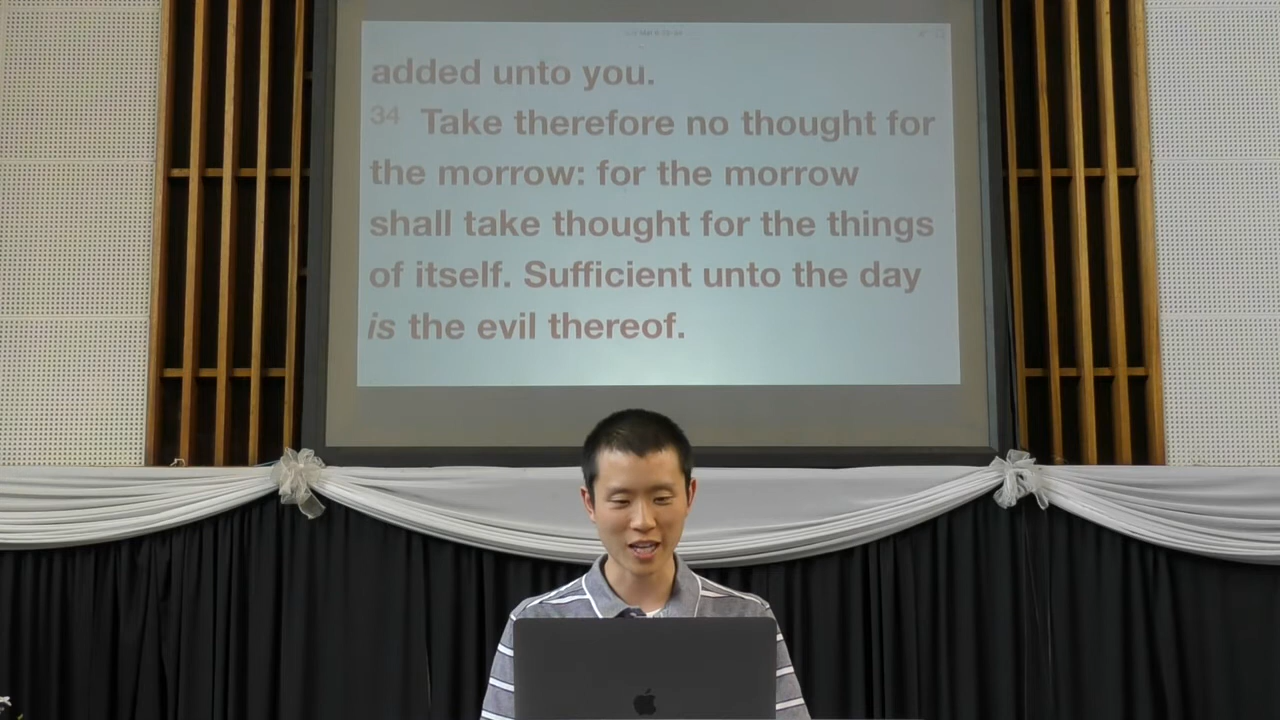 added unto you.
34 Take therefore no thought for
the morrow: for the morrow
shall take thought for the things
of itself. Sufficient unto the day
is the evil thereof.